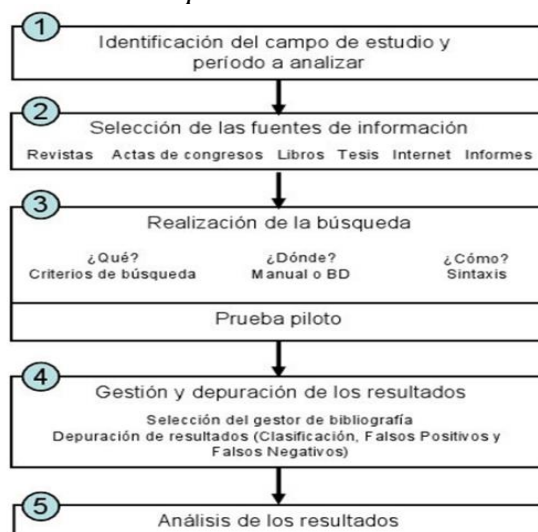 1
Identificación del campo de estudio y
período a analizar
2
Selección de las fuentes de información
Revistas Actas de congresos Libros Tesis Internet Informes
3
Realización de la búsqueda
¿Qué? ¿Dónde? ¿Cómo?
Criterios de búsqueda Manual o BD Sintaxis
Prueba piloto
4
Gestión y depuración de los resultados
Selección del gestor de bibliografía
Depuración de resultados (Clasificación, Falsos Positivos y
Falsos Negativos)
5
Análisis de los resultados